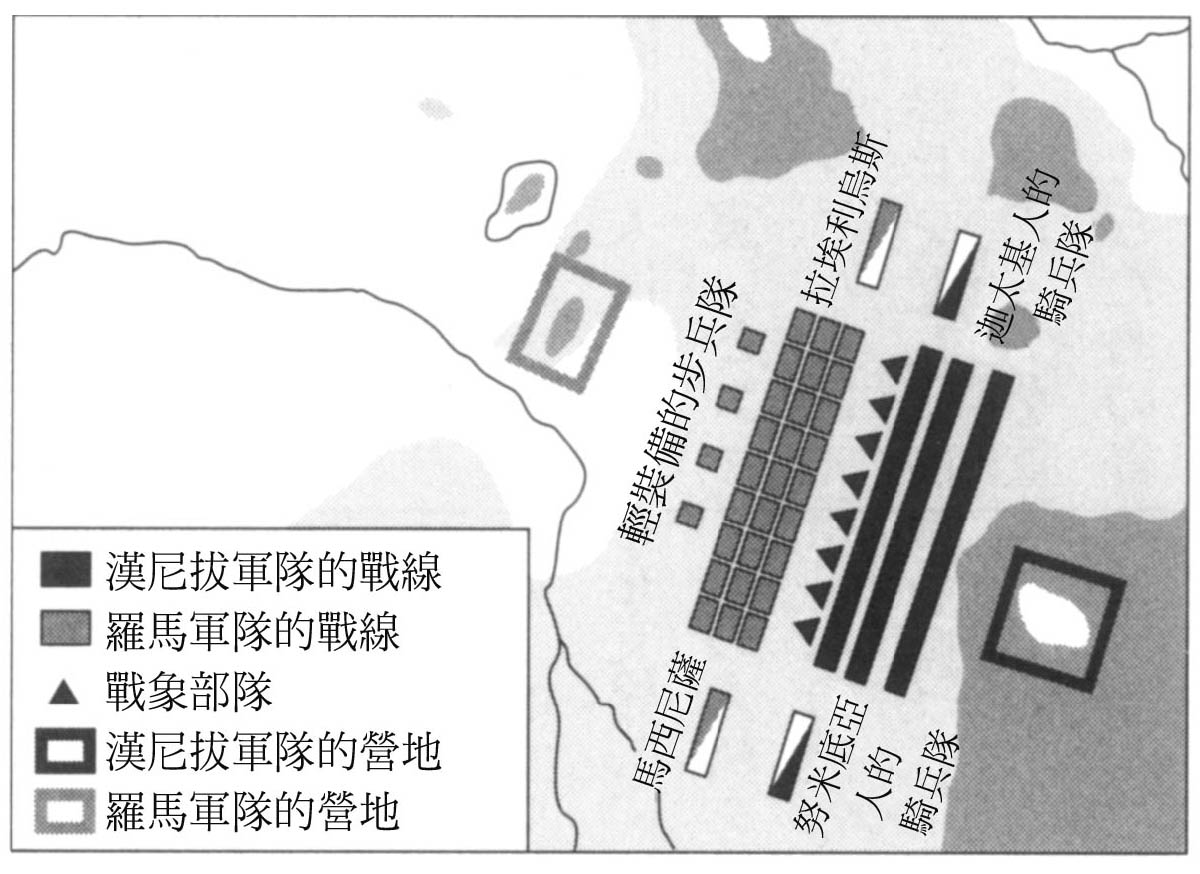 拉埃利烏斯
迦太基人的
騎兵隊
輕裝備的步兵隊
馬西尼薩
努米底亞
人的
騎兵隊
漢尼拔軍隊的戰線
羅馬軍隊的戰線
戰象部隊
漢尼拔軍隊的營地
羅馬軍隊的營地